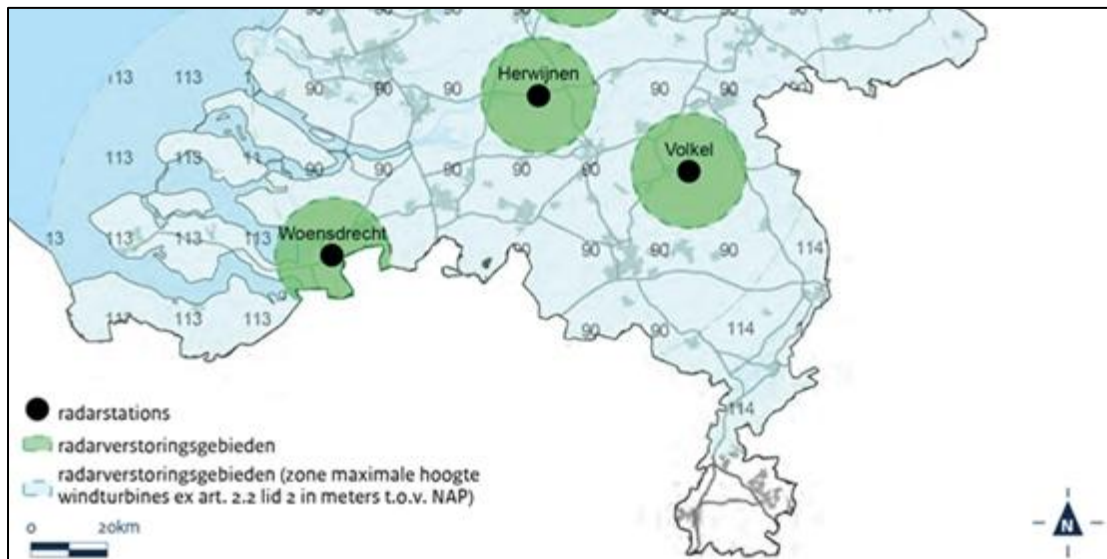 Herwijnen
113 113 90 90 90 90 90
Volkel
113 113 11
90 90 90 90 90
Woensdrecht
13 113 113 113 90 90 90 90 114
113 113 113 90 90 114
114
radarstations
radarverstoringsgebieden
radarverstoringsgebieden (zone maximale hoogte
windturbines ex art. 2.2 lid 2 in meters t.o.v. NAP)
0 20km
N